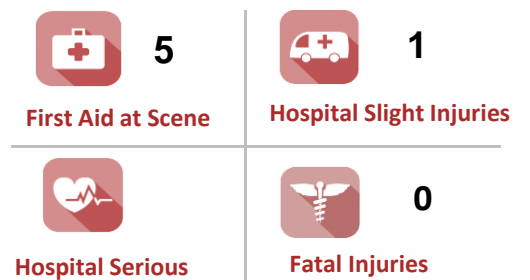 5
First Aid at Scene
1
Hospital Slight Injuries
Hospital Serious
0
Fatal Injuries